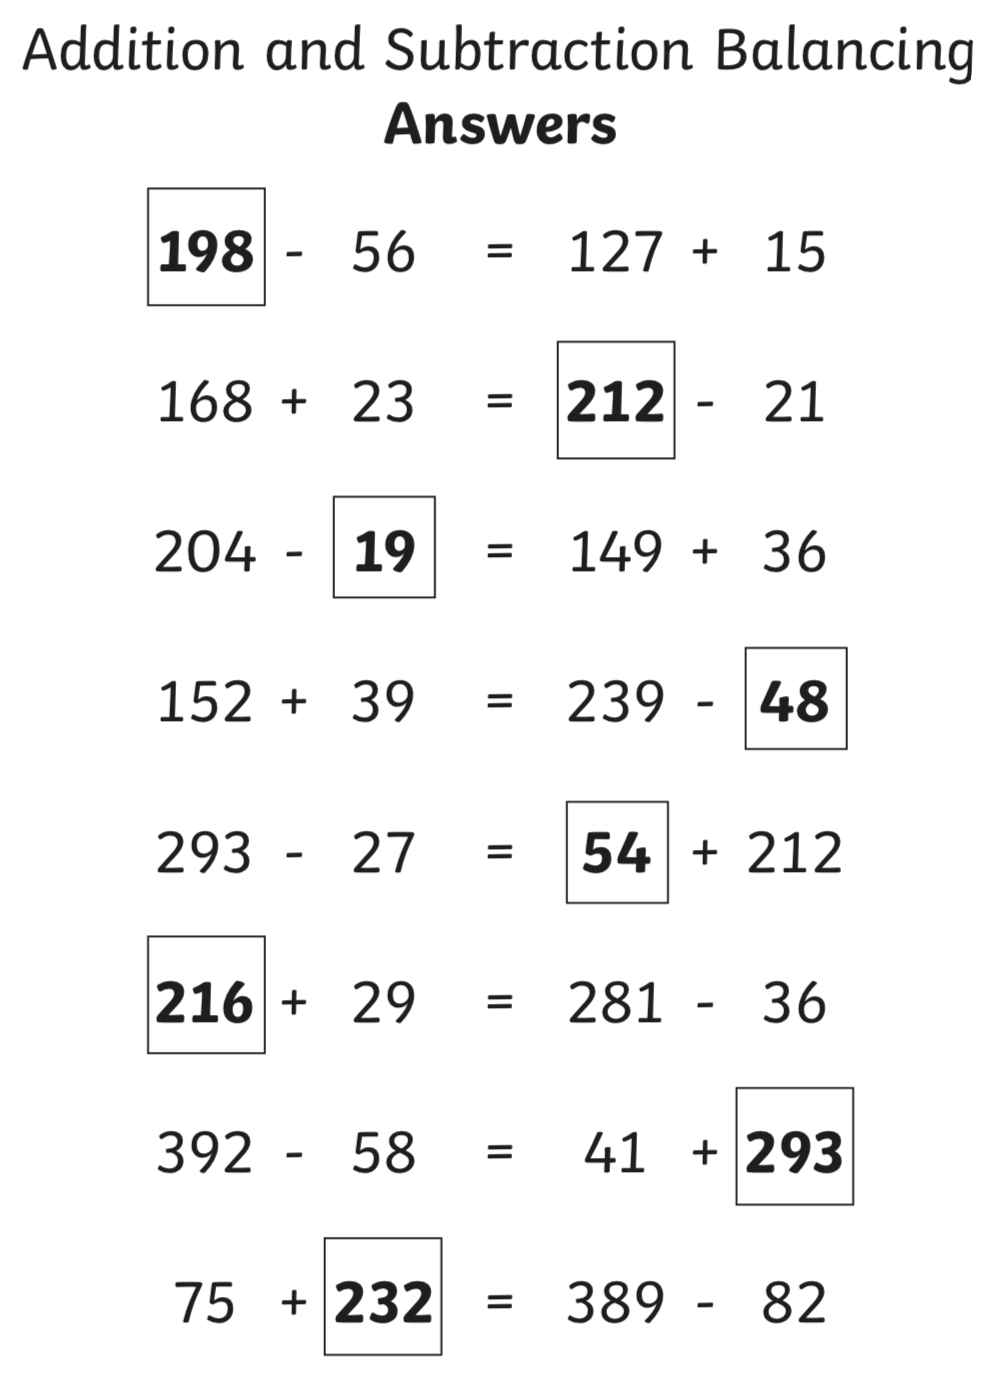 Addition and Subtraction Balancing
Answers
198 - 56 = 127 + 15
168 + 23 = 212 - 21
204 - 19 = 149 + 36
152 + 39 = 239 - 48
293 - 27 = 54 + 212
216 + 29 = 281 - 36
392 - 58 = 41 + 293
75 + 232 = 389 - 82